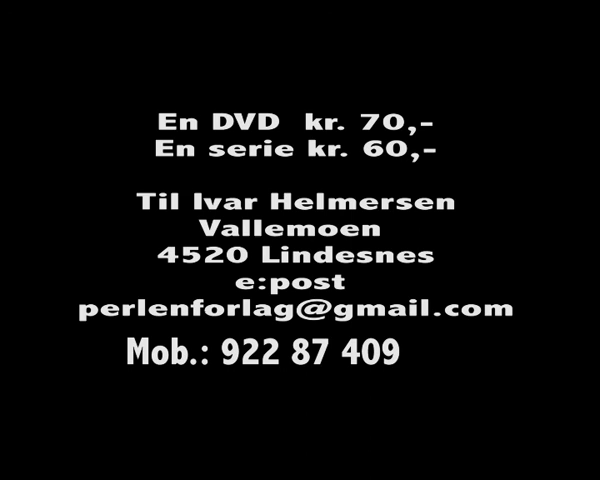 En DVD  kr. 70,-
En serie kr. 60,-
Til Ivar Helmersen
Vallemoen
4520 Lindesnes
e:post
perlenforlag@gmail.com
Mob.: 922 87 409